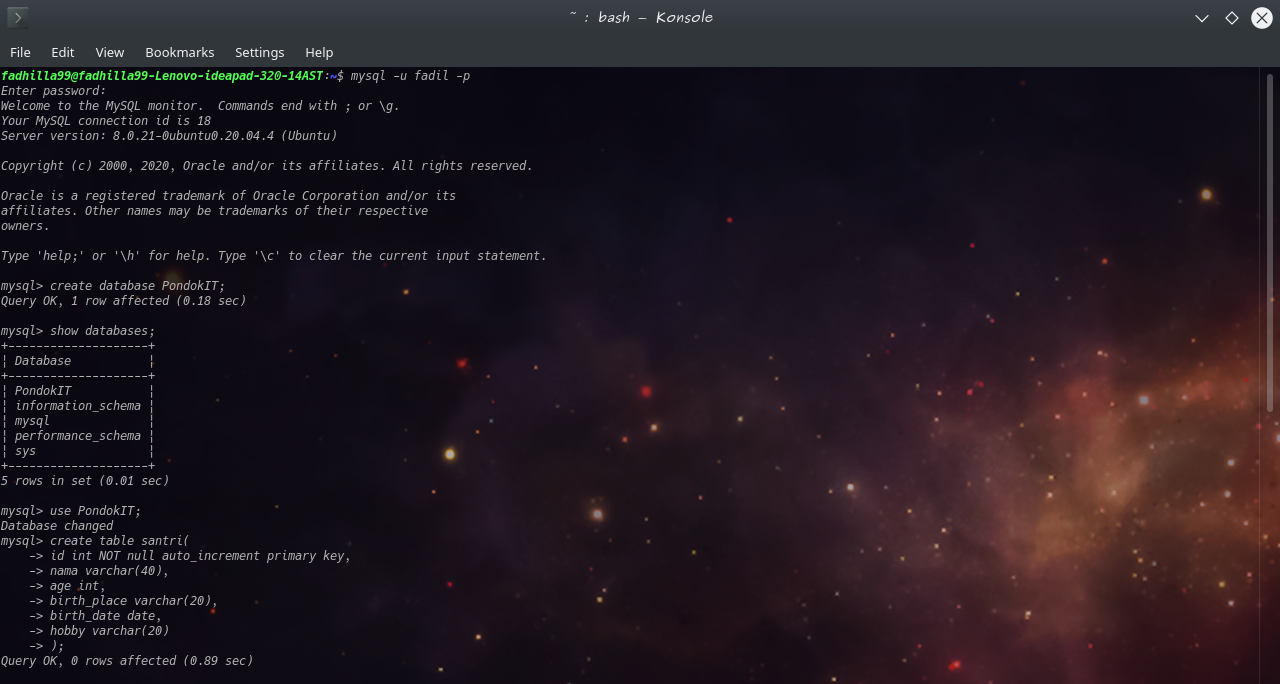 ~ : bash — Konsole
File Edit View Bookmarks Settings Help
fadhilla99@fadhilla99-Lenovo-ideapad-320-14AST:~$ mysql -u fadil -p
Enter password:
Welcome to the MySQL monitor.  Commands end with ; or \g.
Your MySQL connection id is 18
Server version: 8.0.21-0ubuntu0.20.04.4 (Ubuntu)

Copyright (c) 2000, 2020, Oracle and/or its affiliates. All rights reserved.

Oracle is a registered trademark of Oracle Corporation and/or its
affiliates. Other names may be trademarks of their respective
owners.

Type 'help;' or '\h' for help. Type '\c' to clear the current input statement.

mysql> create database PondokIT;
Query OK, 1 row affected (0.18 sec)

mysql> show databases;
+--------------------+
| Database           |
+--------------------+
| PondokIT           |
| information_schema |
| mysql              |
| performance_schema |
| sys                |
+--------------------+
5 rows in set (0.01 sec)

mysql> use PondokIT;
Database changed
mysql> create table santri(
    -> id int NOT null auto_increment primary key,
    -> nama varchar(40),
    -> age int,
    -> birth_place varchar(20),
    -> birth_date date,
    -> hobby varchar(20)
    -> );
Query OK, 0 rows affected (0.89 sec)